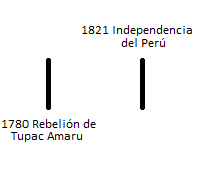 1821 Independencia
del Perú
1780 Rebelión de
Tupac Amaru